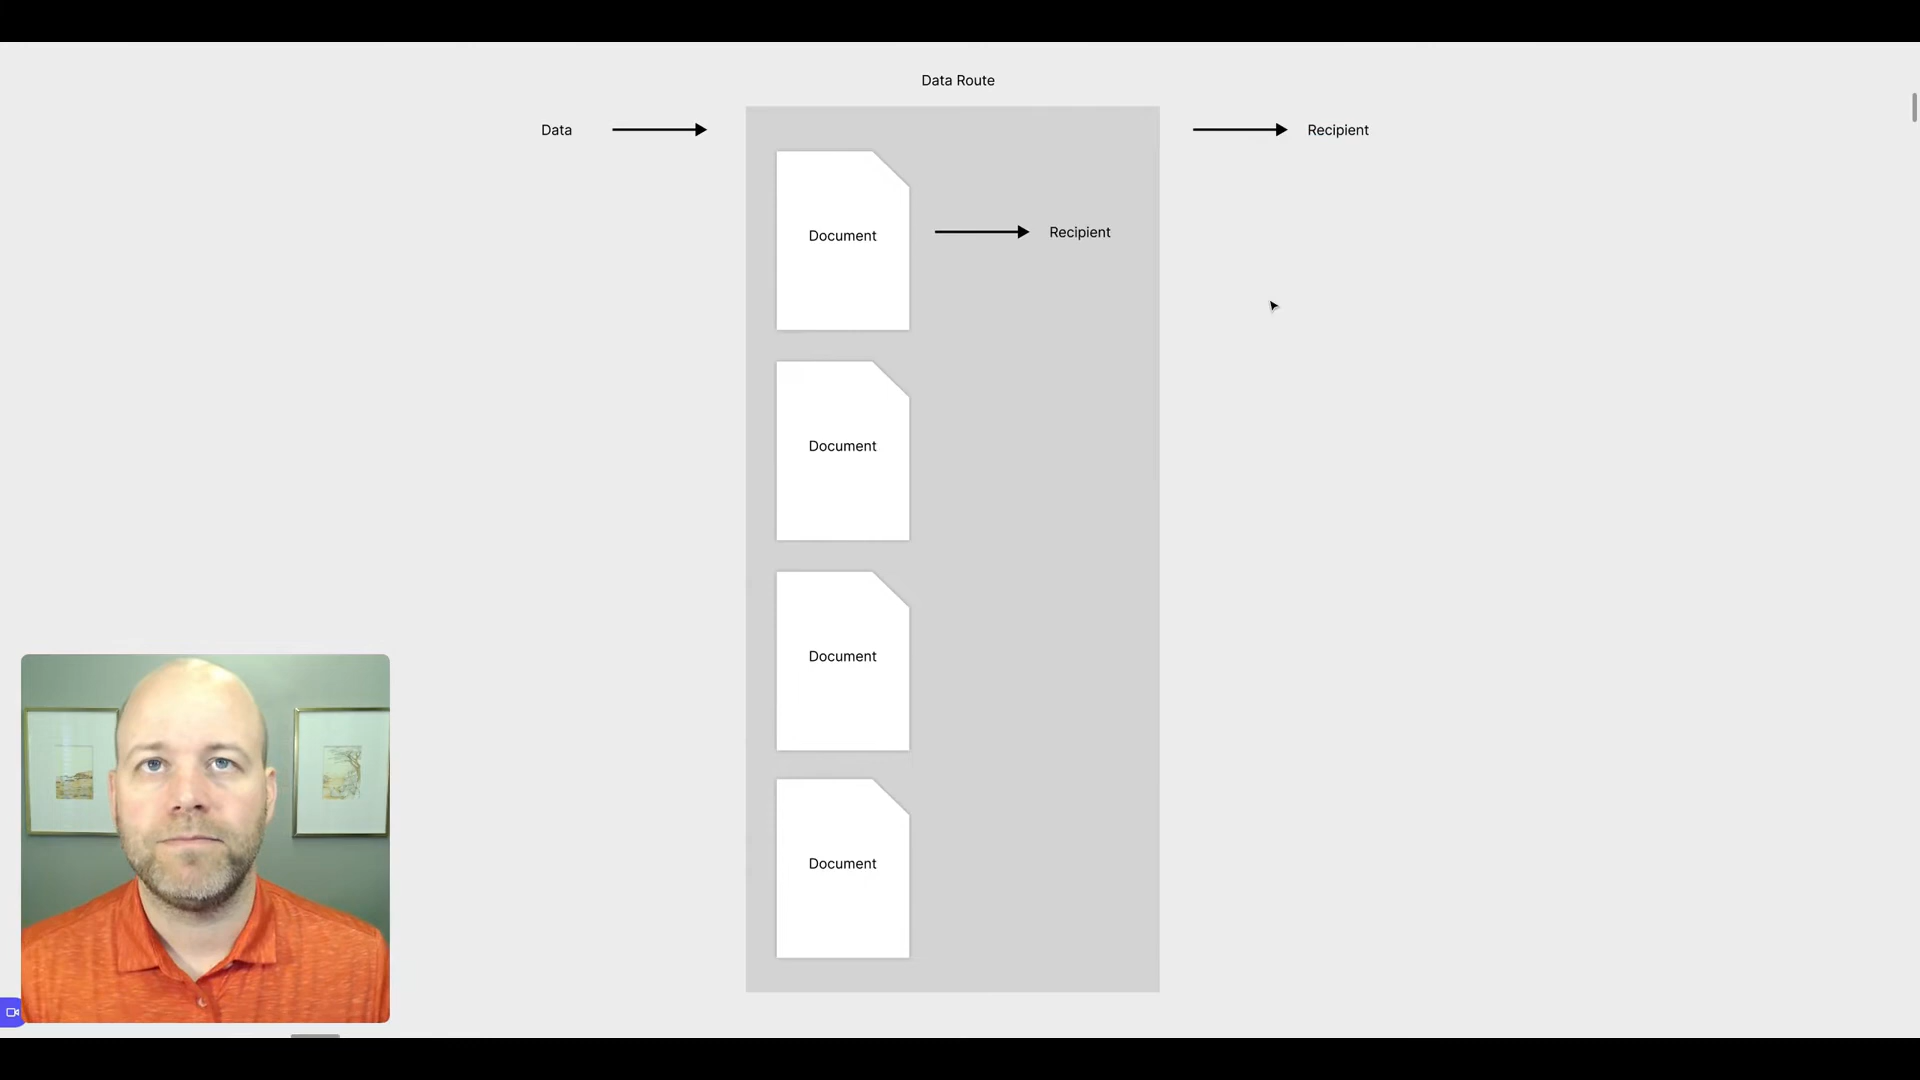 Data Route
Data
Recipient
Document
Recipient
Document
Document
Document